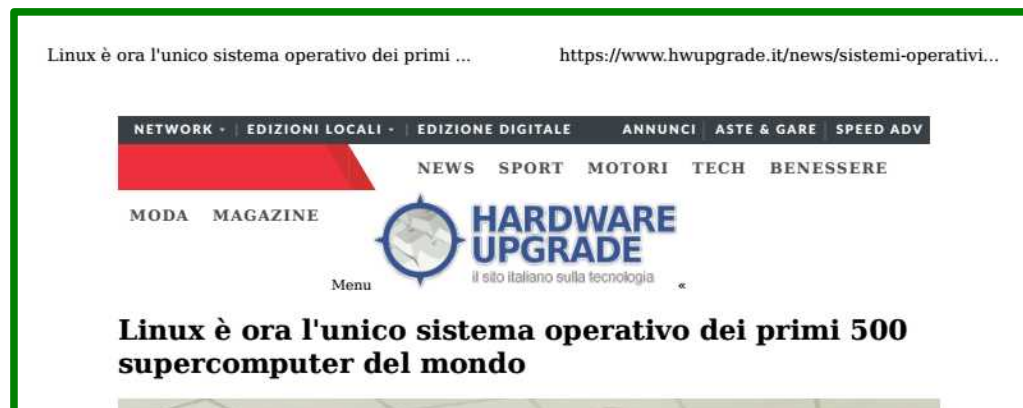 Linux è ora l'unico sistema operativo dei primi ... https://www.hwupgrade.it/news/sistemi-operativi...
NETWORK EDIZIONI LOCALI EDIZIONE DIGITALE ANNUNCI ASTE & GARE SPEED ADV
NEWS SPORT MOTORI TECH BENESSERE
MODA MAGAZINE
HARDWARE
UPGRADE
il sito italiano sulla tecnologia
Menu «
Linux è ora l'unico sistema operativo dei primi 500
supercomputer del mondo